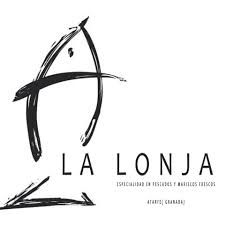 LA LONJA
ESPECIALIDAD EN PESCADOS Y MARISCOS FRESCOS
ATARFE( GRANADA)